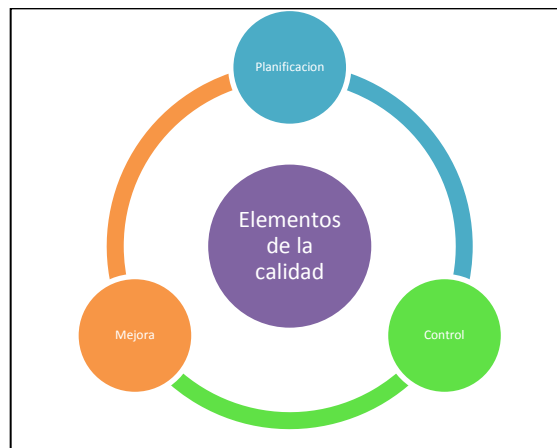 Planificacion
Elementos
de la
calidad
Mejora
Control